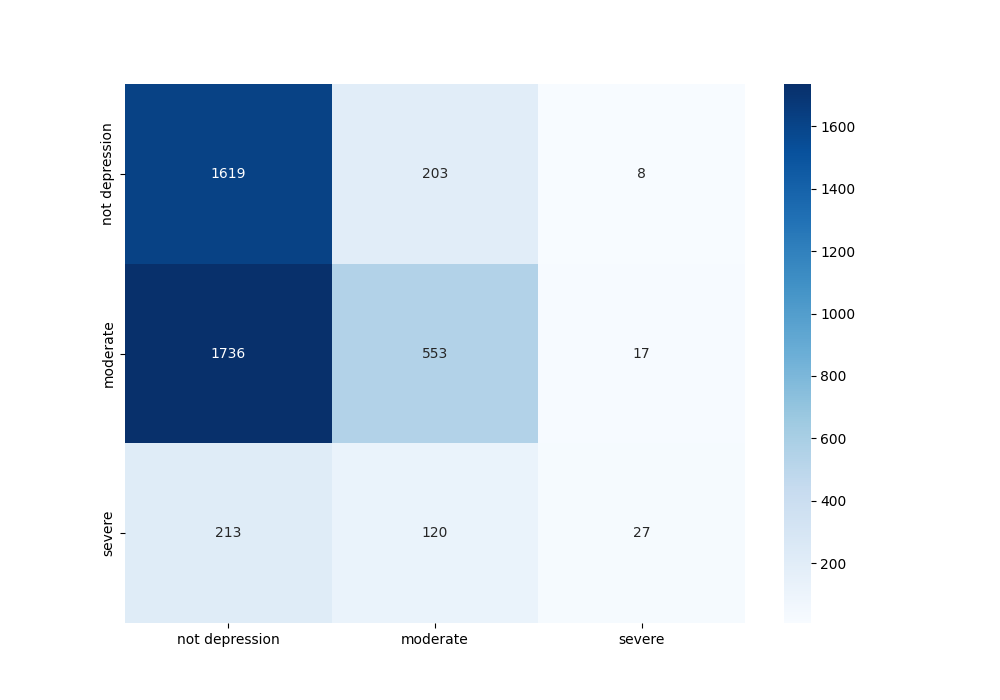 not depression
1619
203
8
moderate
1736
553
17
severe
213
120
27
not depression
moderate
severe
1600
1400
1200
1000
800
600
400
200